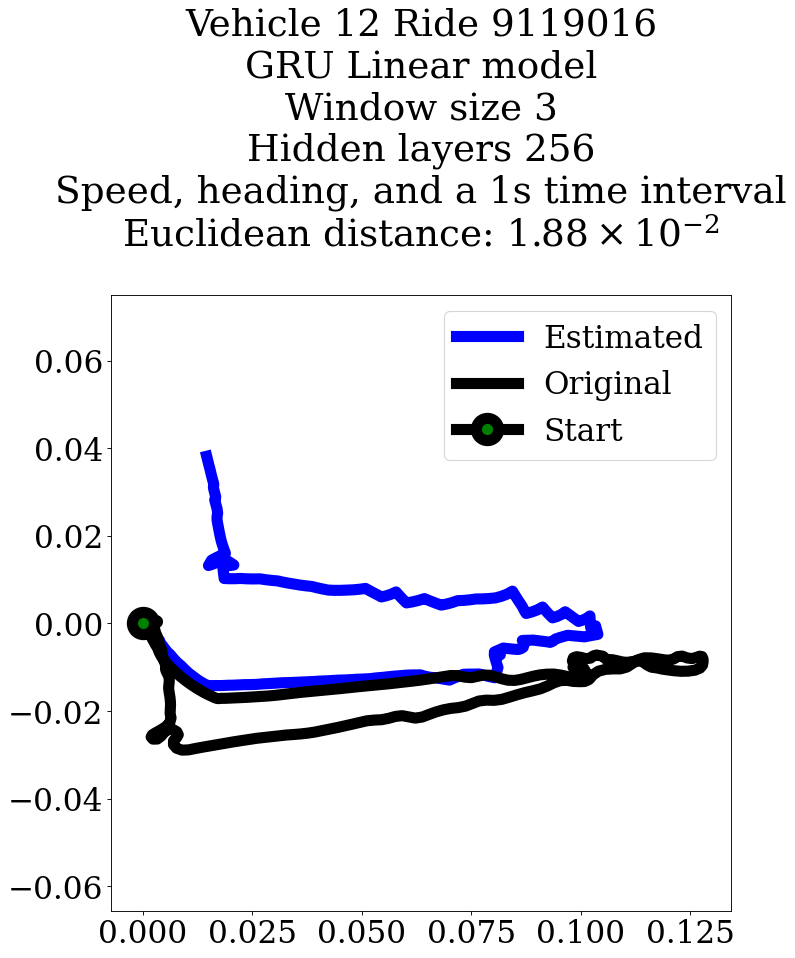 Vehicle 12 Ride 9119016
GRU Linear model
Window size 3
Hidden layers 256
Speed, heading, and a 1s time interval
Euclidean distance: 1.88 × 10⁻²
Estimated
Original
Start
0.06
0.04
0.02
0.00
−0.02
−0.04
−0.06
0.000 0.025 0.050 0.075 0.100 0.125